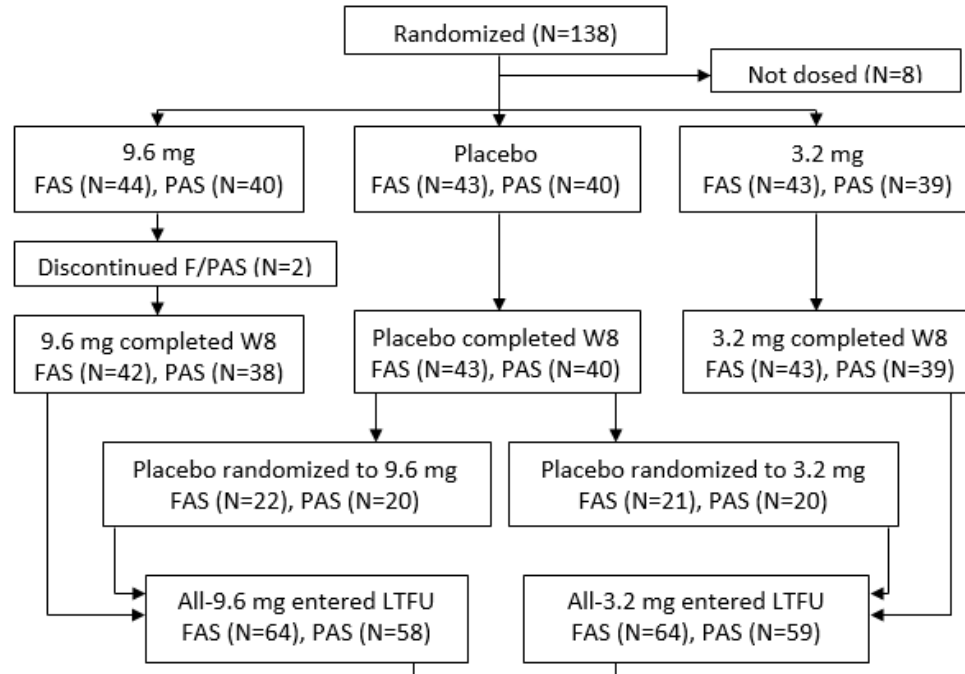 Randomized (N=138)
Not dosed (N=8)
9.6 mg
FAS (N=44), PAS (N=40)
Placebo
FAS (N=43), PAS (N=40)
3.2 mg
FAS (N=43), PAS (N=39)
Discontinued F/PAS (N=2)
9.6 mg completed W8
FAS (N=42), PAS (N=38)
Placebo completed W8
FAS (N=43), PAS (N=40)
3.2 mg completed W8
FAS (N=43), PAS (N=39)
Placebo randomized to 9.6 mg
FAS (N=22), PAS (N=20)
Placebo randomized to 3.2 mg
FAS (N=21), PAS (N=20)
All-9.6 mg entered LTFU
FAS (N=64), PAS (N=58)
All-3.2 mg entered LTFU
FAS (N=64), PAS (N=59)